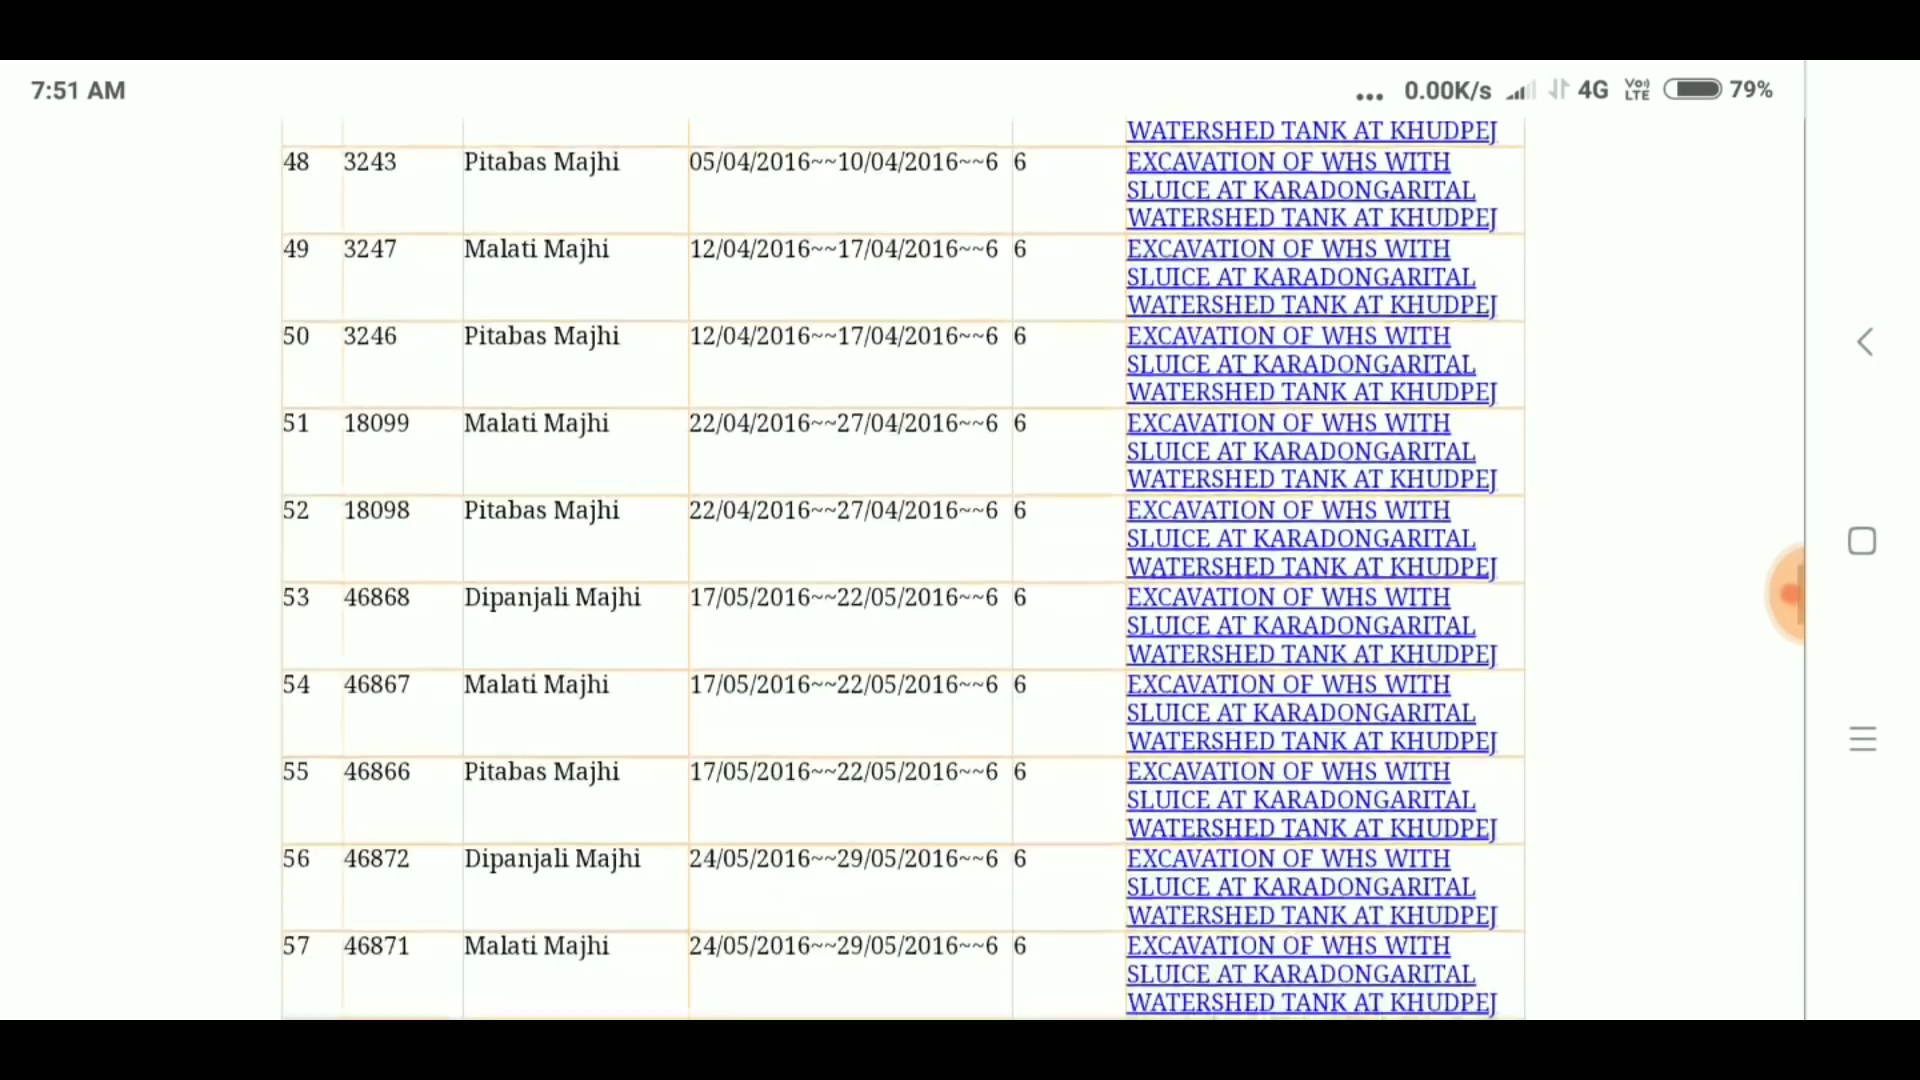 7:51 AM ... 0.00K/s 4G Vo)) LTE 79%
WATERSHED TANK AT KHUDPEJ
48 3243 Pitabas Majhi 05/04/2016~~10/04/2016~~6 6 EXCAVATION OF WHS WITH
SLUICE AT KARADONGARITAL
WATERSHED TANK AT KHUDPEJ
49 3247 Malati Majhi 12/04/2016~~17/04/2016~~6 6 EXCAVATION OF WHS WITH
SLUICE AT KARADONGARITAL
WATERSHED TANK AT KHUDPEJ
50 3246 Pitabas Majhi 12/04/2016~~17/04/2016~~6 6 EXCAVATION OF WHS WITH
SLUICE AT KARADONGARITAL
WATERSHED TANK AT KHUDPEJ
51 18099 Malati Majhi 22/04/2016~~27/04/2016~~6 6 EXCAVATION OF WHS WITH
SLUICE AT KARADONGARITAL
WATERSHED TANK AT KHUDPEJ
52 18098 Pitabas Majhi 22/04/2016~~27/04/2016~~6 6 EXCAVATION OF WHS WITH
SLUICE AT KARADONGARITAL
WATERSHED TANK AT KHUDPEJ
53 46868 Dipanjali Majhi 17/05/2016~~22/05/2016~~6 6 EXCAVATION OF WHS WITH
SLUICE AT KARADONGARITAL
WATERSHED TANK AT KHUDPEJ
54 46867 Malati Majhi 17/05/2016~~22/05/2016~~6 6 EXCAVATION OF WHS WITH
SLUICE AT KARADONGARITAL
WATERSHED TANK AT KHUDPEJ
55 46866 Pitabas Majhi 17/05/2016~~22/05/2016~~6 6 EXCAVATION OF WHS WITH
SLUICE AT KARADONGARITAL
WATERSHED TANK AT KHUDPEJ
56 46872 Dipanjali Majhi 24/05/2016~~29/05/2016~~6 6 EXCAVATION OF WHS WITH
SLUICE AT KARADONGARITAL
WATERSHED TANK AT KHUDPEJ
57 46871 Malati Majhi 24/05/2016~~29/05/2016~~6 6 EXCAVATION OF WHS WITH
SLUICE AT KARADONGARITAL
WATERSHED TANK AT KHUDPEJ